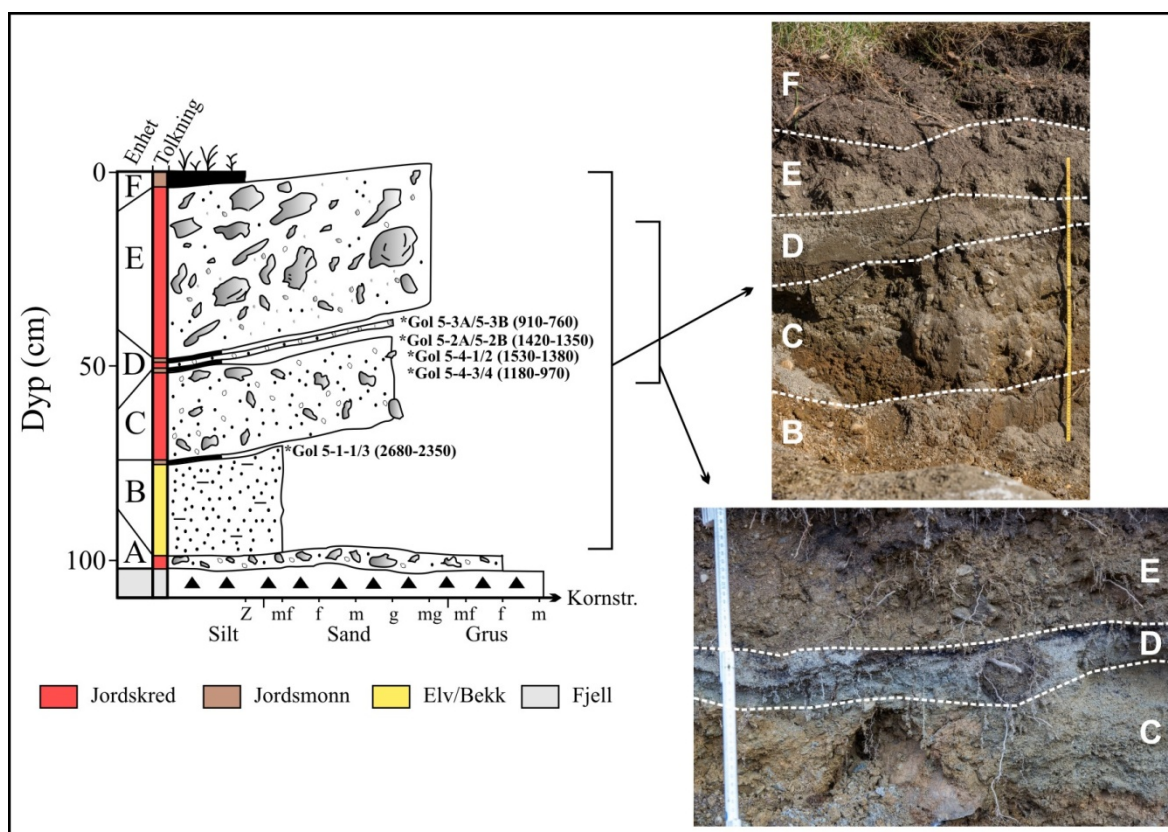 Enhet
Tolkning
Dyp (cm)
0
50
100
F
E
D
C
B
A
*Gol 5-3A/5-3B (910-760)
*Gol 5-2A/5-2B (1420-1350)
*Gol 5-4-1/2 (1530-1380)
*Gol 5-4-3/4 (1180-970)
*Gol 5-1-1/3 (2680-2350)
Z mf f m g mg mf f m
Kornstr.
Silt Sand Grus
Jordskred Jordsmonn Elv/Bekk Fjell
F
E
D
C
B
E
D
C